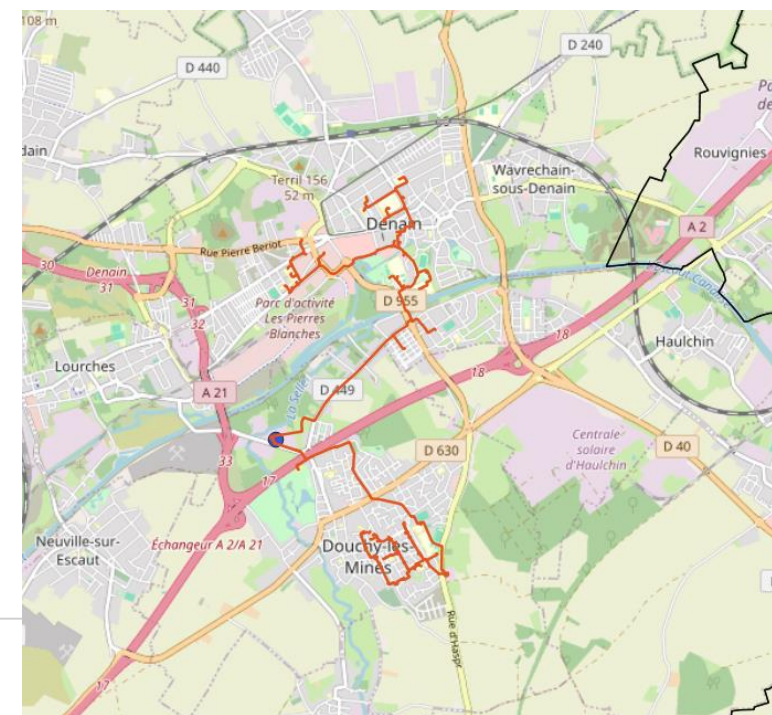 108 m
D 240
D 440
dain
Rouvignies
Wavrechain-
sous-Denain
Terril 156
52 m
Denain
A 2
Rue Pierre Beriot
30
Denain
31
31
32
Parc d'activité
Les Pierres
Blanches
D 955
Haulchin
18
18
Lourches
A 21
La Selle
D 449
Centrale
solaire
d'Haulchin
D 40
D 630
33
17
Neuville-sur-
Escaut
Échangeur A 2/A 21
Douchy-les-
Mines
Rue d'Haspr
17